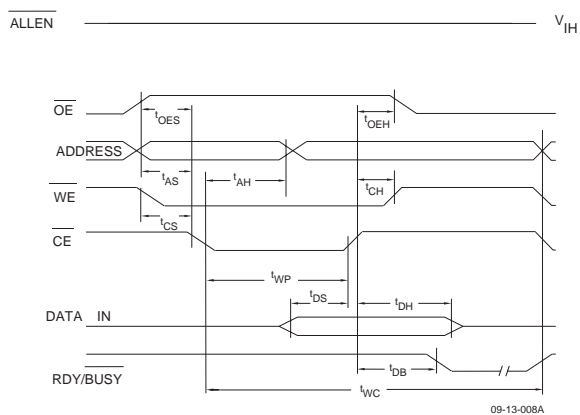 ALLEN VIH
OE
tOES
tOEH
ADDRESS
tAS
tAH
tCH
WE
tCS
CE
tWP
tDS
tDH
DATA IN
tDB
RDY/BUSY
tWC
09-13-008A